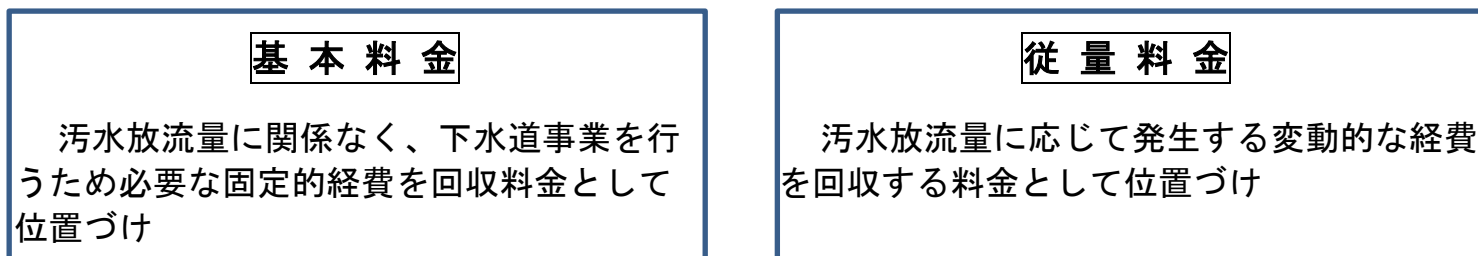 基本料金
汚水放流量に関係なく、下水道事業を行
うため必要な固定的経費を回収料金として
位置づけ
従量料金
汚水放流量に応じて発生する変動的な経費
を回収する料金として位置づけ